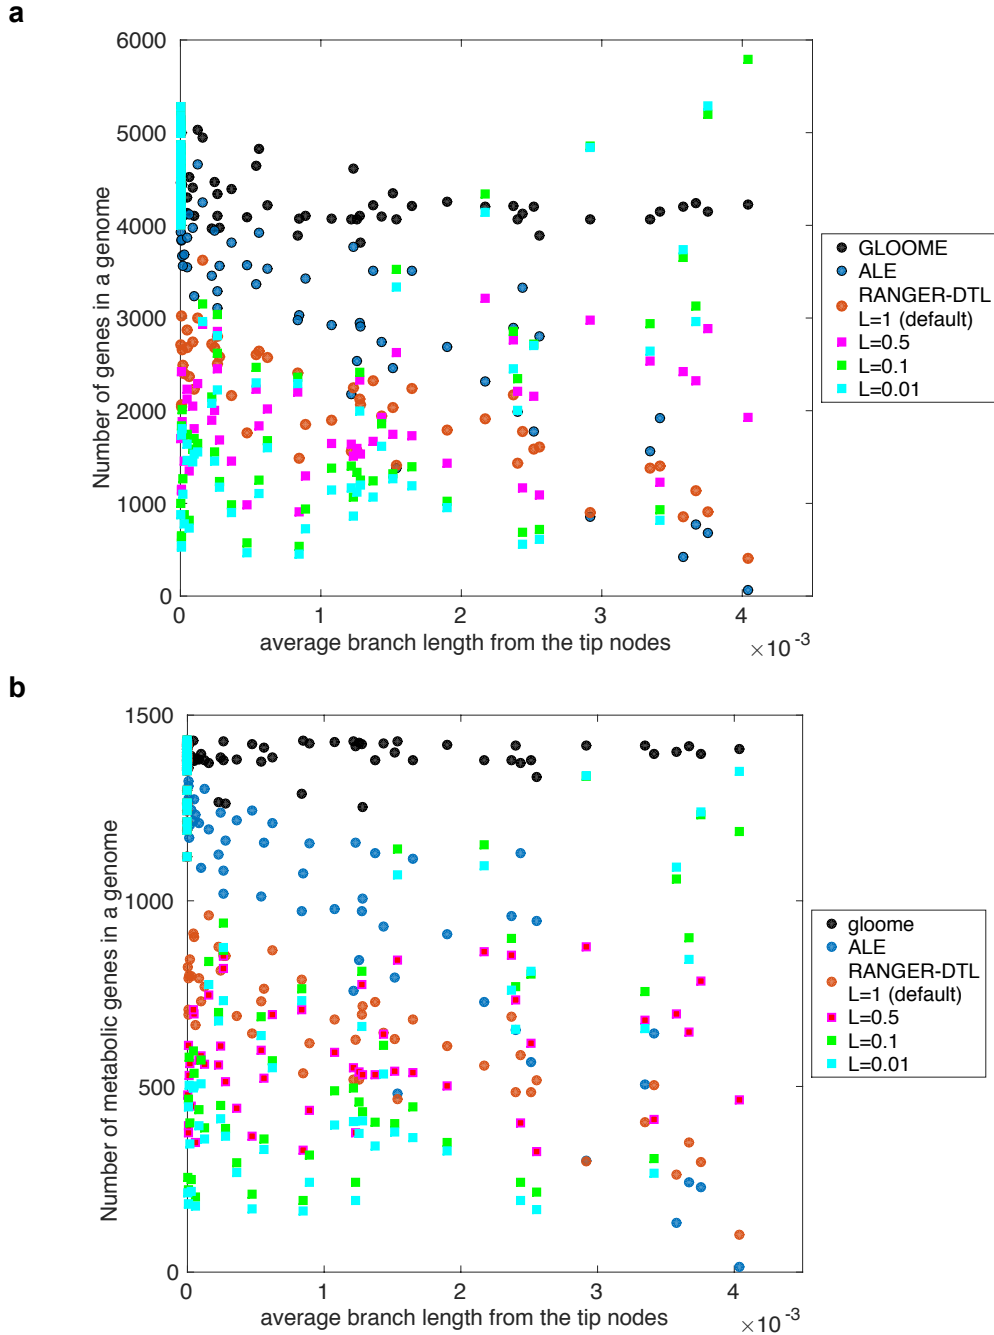 a
6000
5000
4000
3000
2000
1000
0
Number of genes in a genome
0
1
2
3
4
×10⁻³
average branch length from the tip nodes
GLOOME
ALE
RANGER-DTL
L=1 (default)
L=0.5
L=0.1
L=0.01
b
1500
1000
500
0
Number of metabolic genes in a genome
0
1
2
3
4
×10⁻³
average branch length from the tip nodes
gloome
ALE
RANGER-DTL
L=1 (default)
L=0.5
L=0.1
L=0.01